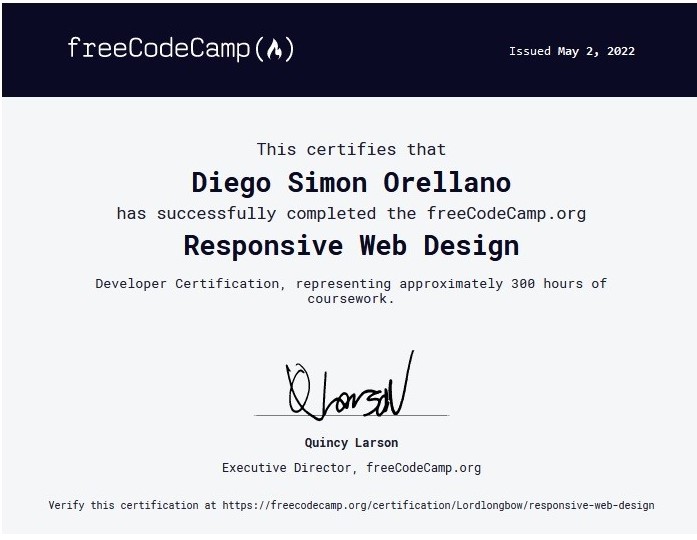 freeCodeCamp(🔥)
Issued May 2, 2022
This certifies that
Diego Simon Orellano
has successfully completed the freeCodeCamp.org
Responsive Web Design
Developer Certification, representing approximately 300 hours of
coursework.
Q Larson
Quincy Larson
Executive Director, freeCodeCamp.org
Verify this certification at https://freecodecamp.org/certification/Lordlongbow/responsive-web-design